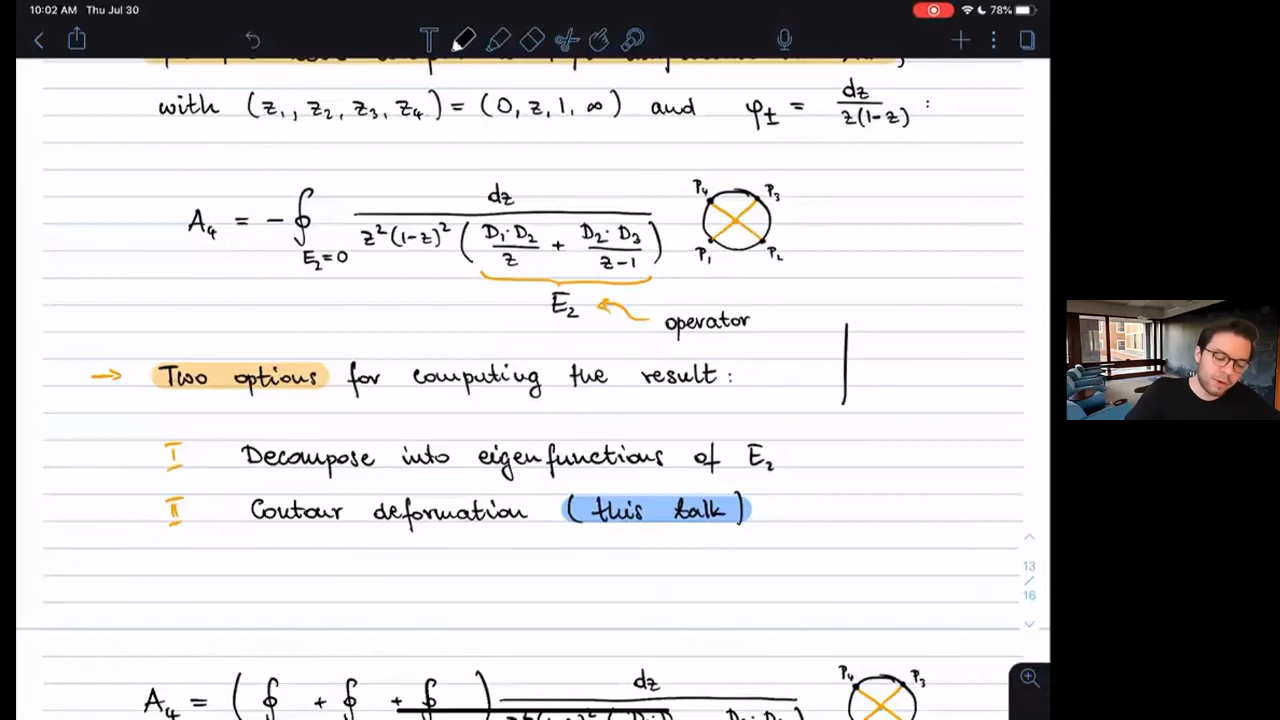 10:02 AM Thu Jul 30
78%
with (z₁, z₂, z₃, z₄) = (0, z, 1, ∞) and φ± = dz / z(1-z) :
A₄ = - ∮_{E₂=0} dz / z²(1-z)² ( D₁·D₂ / z + D₂·D₃ / z-1 ) P₄ P₃ P₁ P₂
E₂ ← operator
→ Two options for computing the result :
I Decompose into eigenfunctions of E₂
II Contour deformation (this talk)
13
/
16
A₄ = ( ∮ + ∮ + ∮ ) dz P₄ P₃